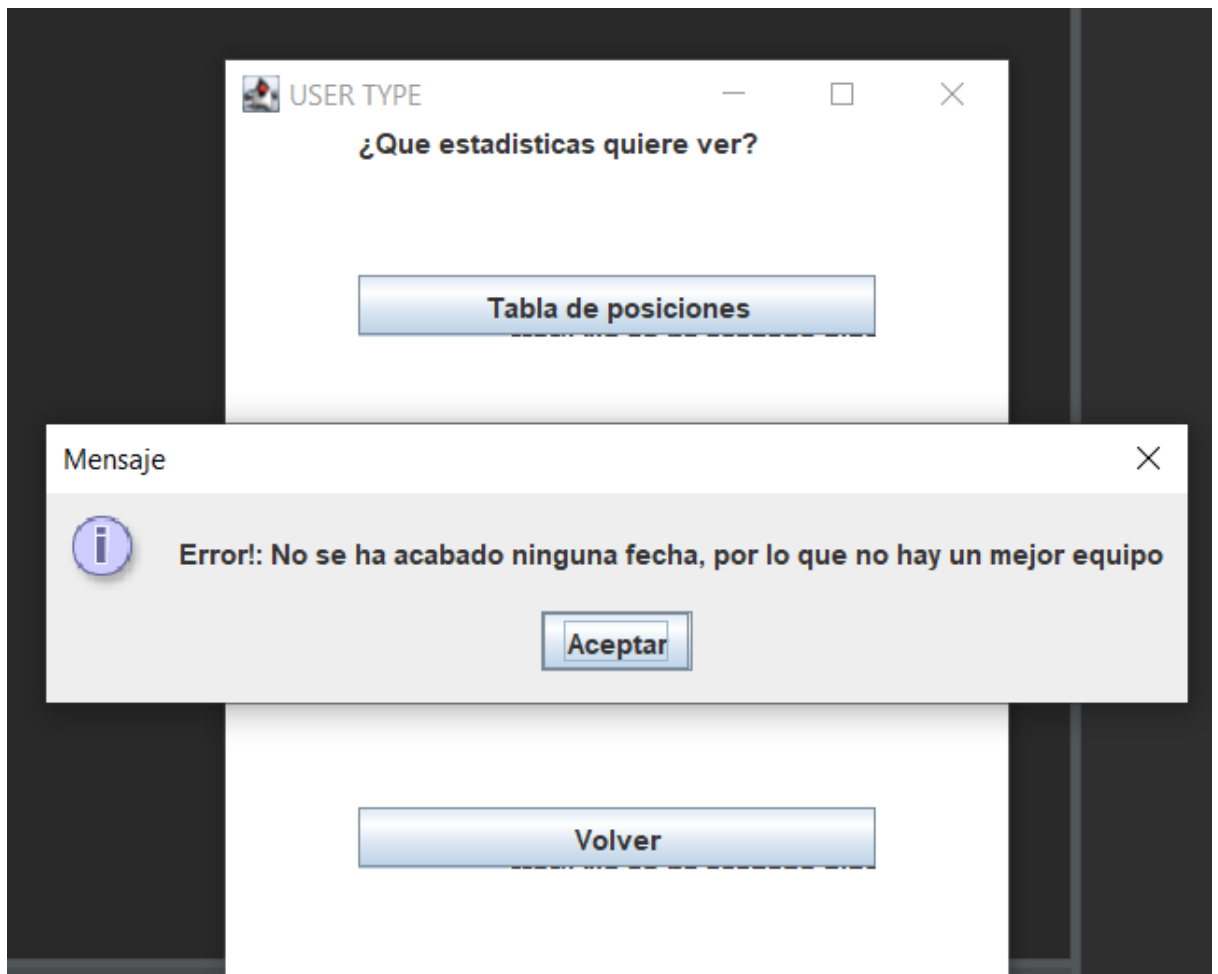 USER TYPE
¿Que estadisticas quiere ver?
Tabla de posiciones
Mensaje
Error!: No se ha acabado ninguna fecha, por lo que no hay un mejor equipo
Aceptar
Volver